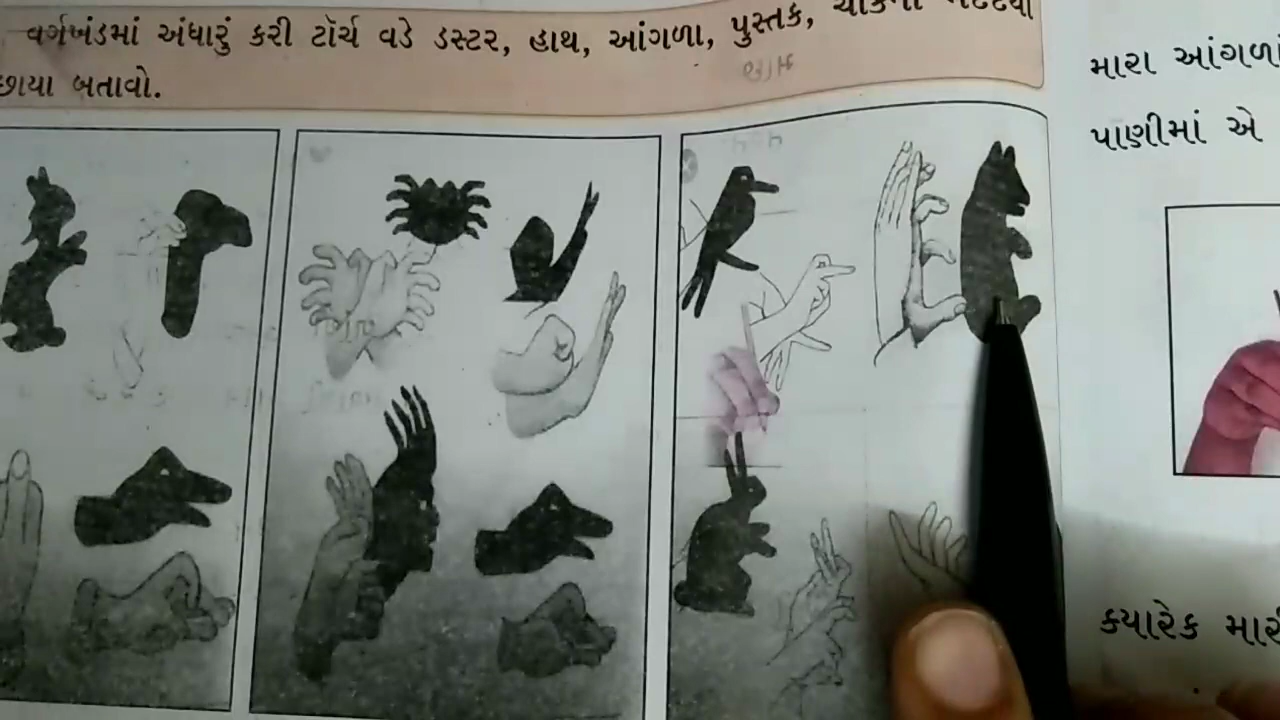 વર્ગખંડમાં અંધારું કરી ટૉર્ચ વડે ડસ્ટર, હાથ, આંગળા, પુસ્તક,
છાયા બતાવો.
મારા આંગળાં
પાણીમાં એ
ક્યારેક મારી